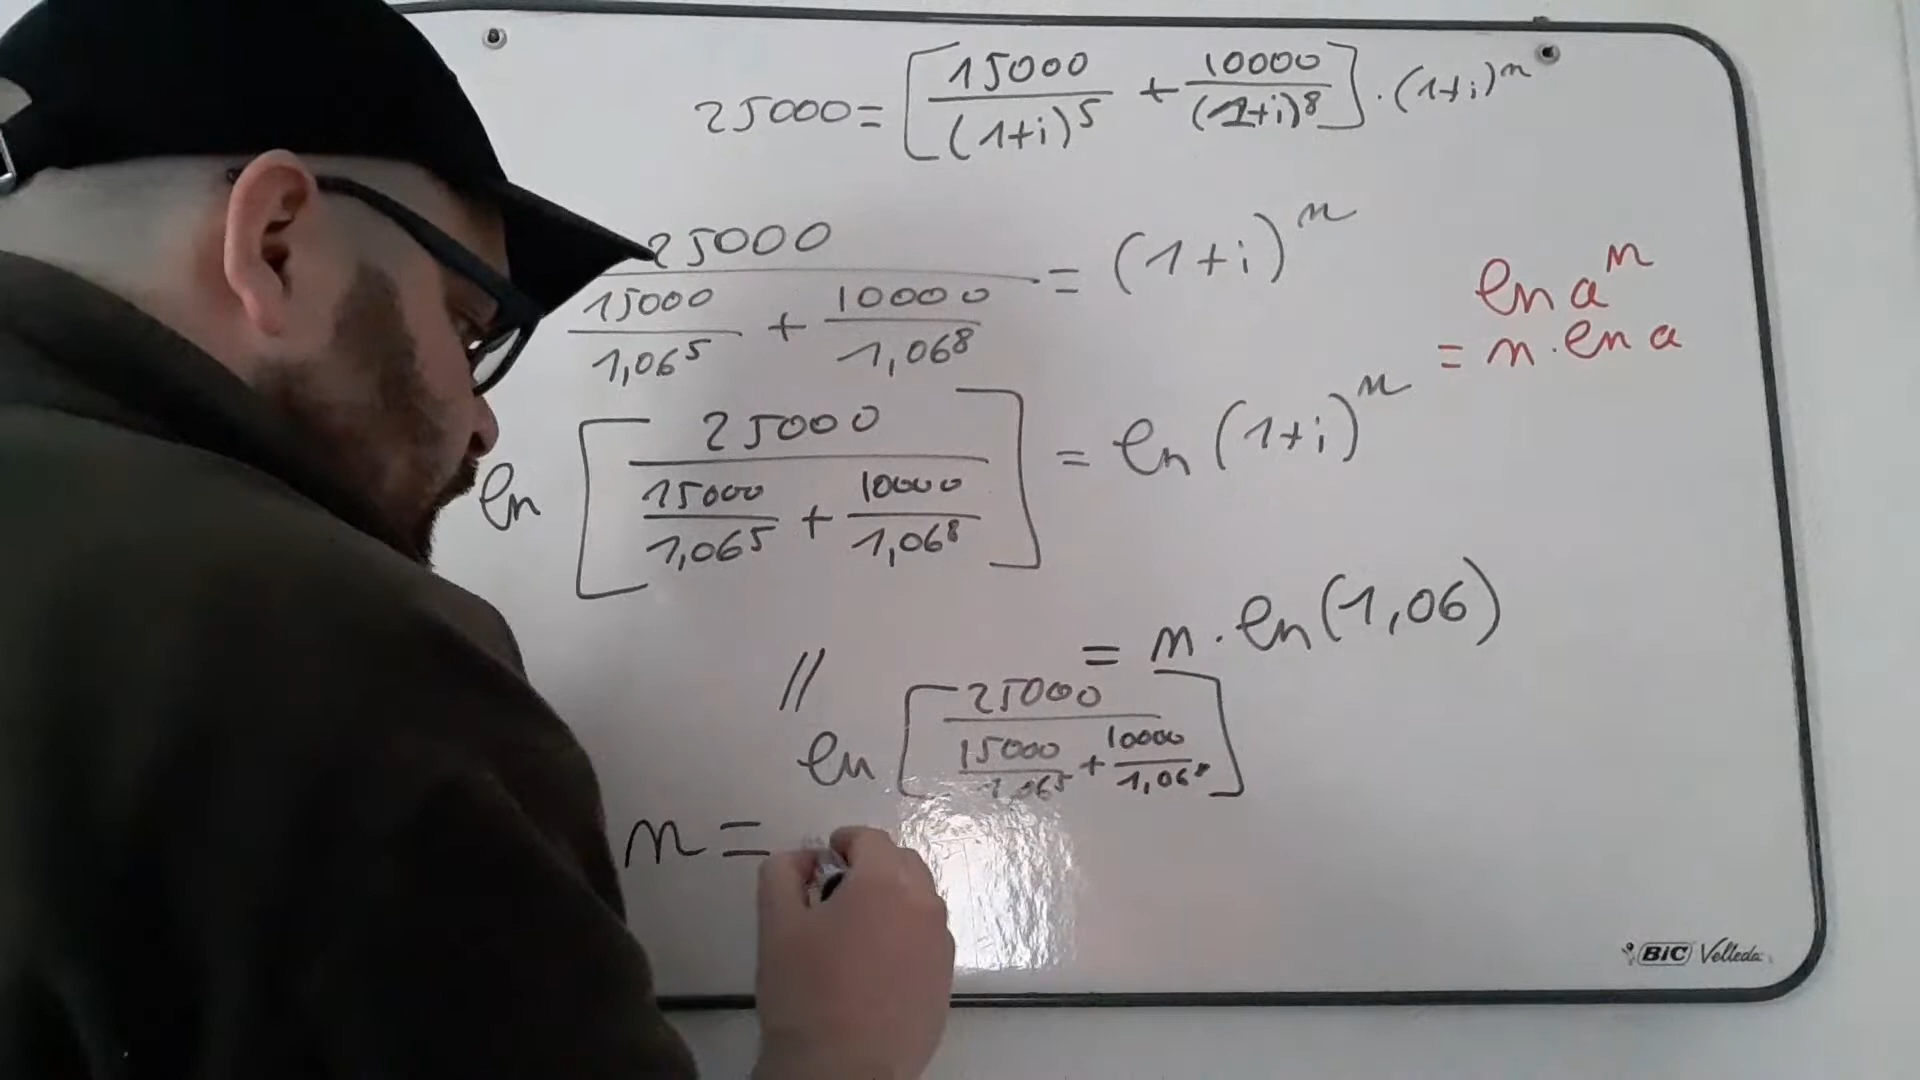 25000 = [15000/(1+i)^5 + 10000/(1+i)^8] · (1+i)^n
25000/(15000/1,06^5 + 10000/1,06^8) = (1+i)^n
ln a^n
= n · ln a
ln [25000/(15000/1,06^5 + 10000/1,06^8)] = ln (1+i)^n
// = n · ln(1,06)
ln [25000/(15000/1,06^5 + 10000/1,06^8)]
n =
BiC Velleda